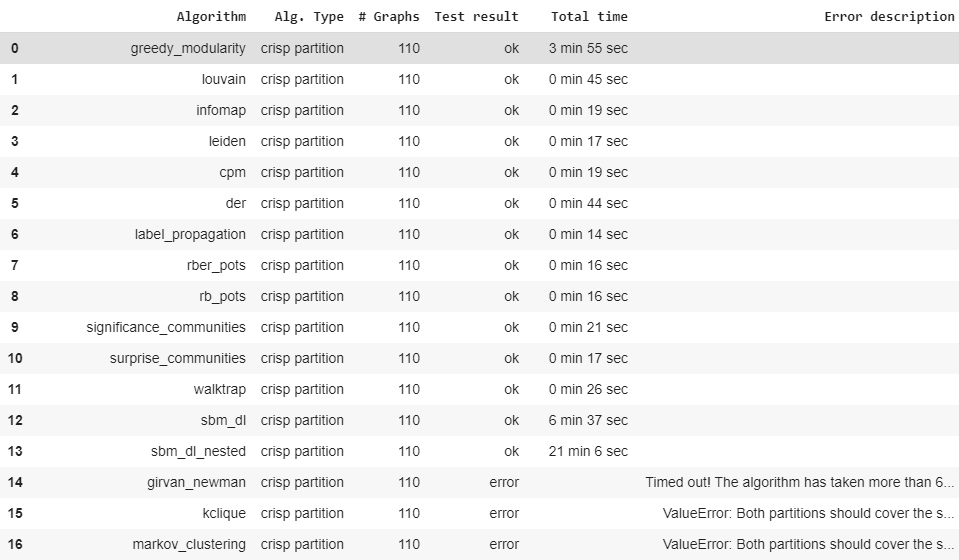 Algorithm Alg. Type # Graphs Test result Total time Error description
0 greedy_modularity crisp partition 110 ok 3 min 55 sec
1 louvain crisp partition 110 ok 0 min 45 sec
2 infomap crisp partition 110 ok 0 min 19 sec
3 leiden crisp partition 110 ok 0 min 17 sec
4 cpm crisp partition 110 ok 0 min 19 sec
5 der crisp partition 110 ok 0 min 44 sec
6 label_propagation crisp partition 110 ok 0 min 14 sec
7 rber_pots crisp partition 110 ok 0 min 16 sec
8 rb_pots crisp partition 110 ok 0 min 16 sec
9 significance_communities crisp partition 110 ok 0 min 21 sec
10 surprise_communities crisp partition 110 ok 0 min 17 sec
11 walktrap crisp partition 110 ok 0 min 26 sec
12 sbm_dl crisp partition 110 ok 6 min 37 sec
13 sbm_dl_nested crisp partition 110 ok 21 min 6 sec
14 girvan_newman crisp partition 110 error Timed out! The algorithm has taken more than 6...
15 kclique crisp partition 110 error ValueError: Both partitions should cover the s...
16 markov_clustering crisp partition 110 error ValueError: Both partitions should cover the s...